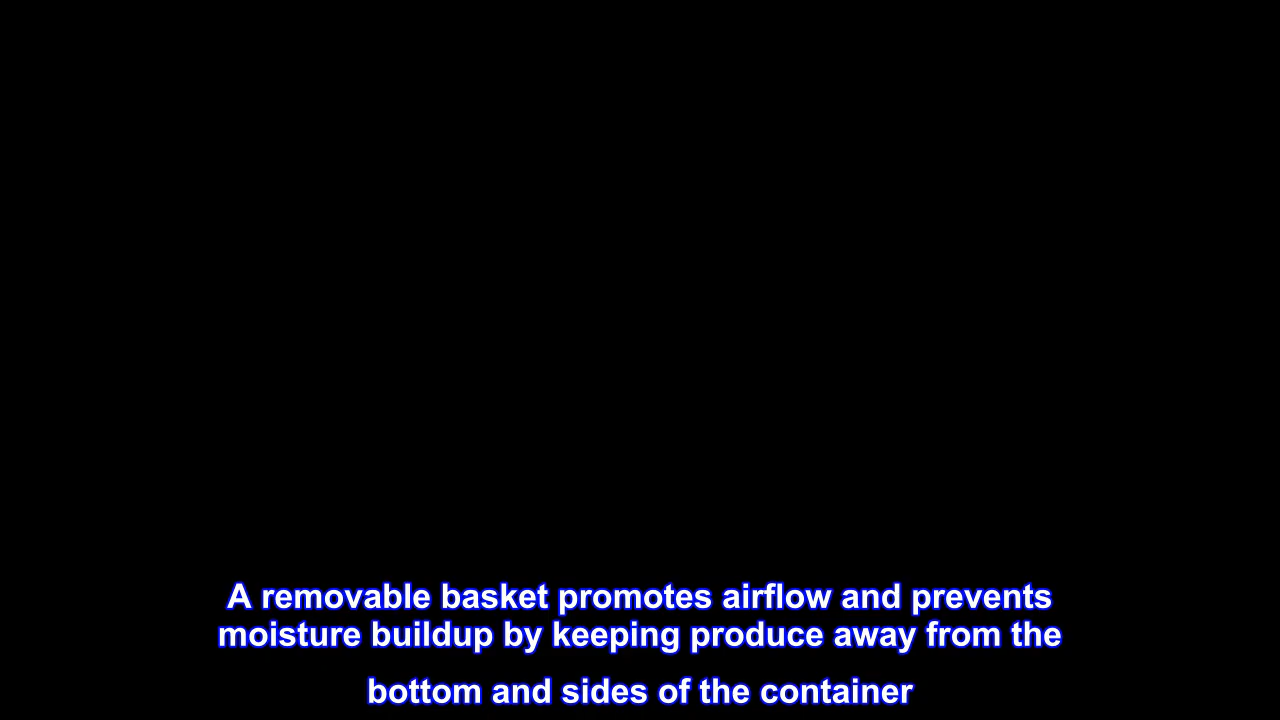 A removable basket promotes airflow and prevents
moisture buildup by keeping produce away from the
bottom and sides of the container